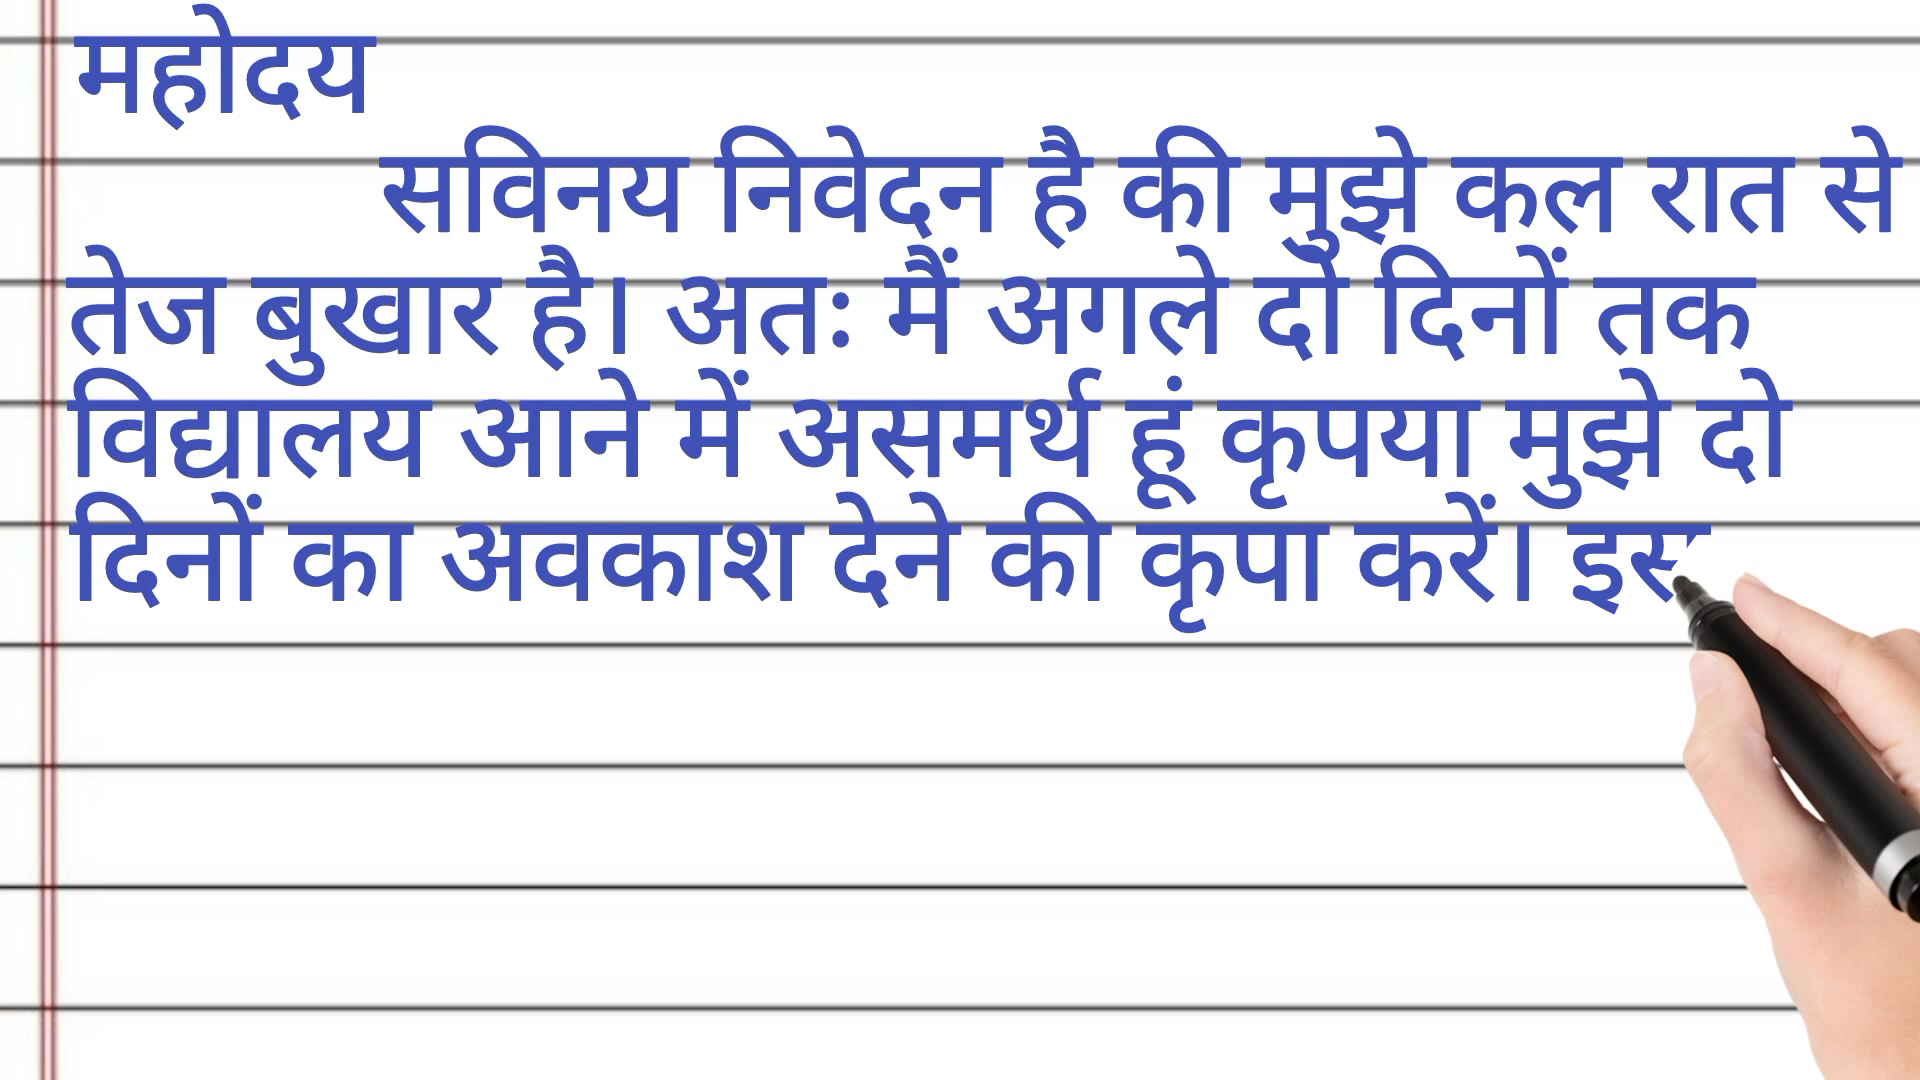 महोदय
सविनय निवेदन है की मुझे कल रात से
तेज बुखार है। अतः मैं अगले दो दिनों तक
विद्यालय आने में असमर्थ हूं कृपया मुझे दो
दिनों का अवकाश देने की कृपा करें।